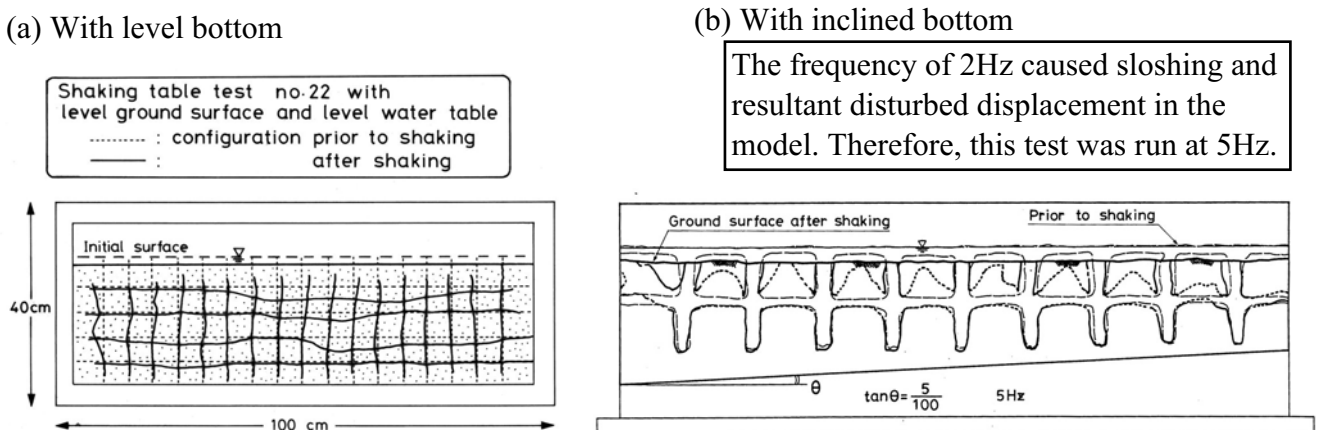 (a) With level bottom
Shaking table test no.22 with
level ground surface and level water table
---------- : configuration prior to shaking
——— : after shaking
Initial surface
40cm
100 cm
(b) With inclined bottom
The frequency of 2Hz caused sloshing and
resultant disturbed displacement in the
model. Therefore, this test was run at 5Hz.
Ground surface after shaking
Prior to shaking
θ
tanθ= 5/100 5Hz